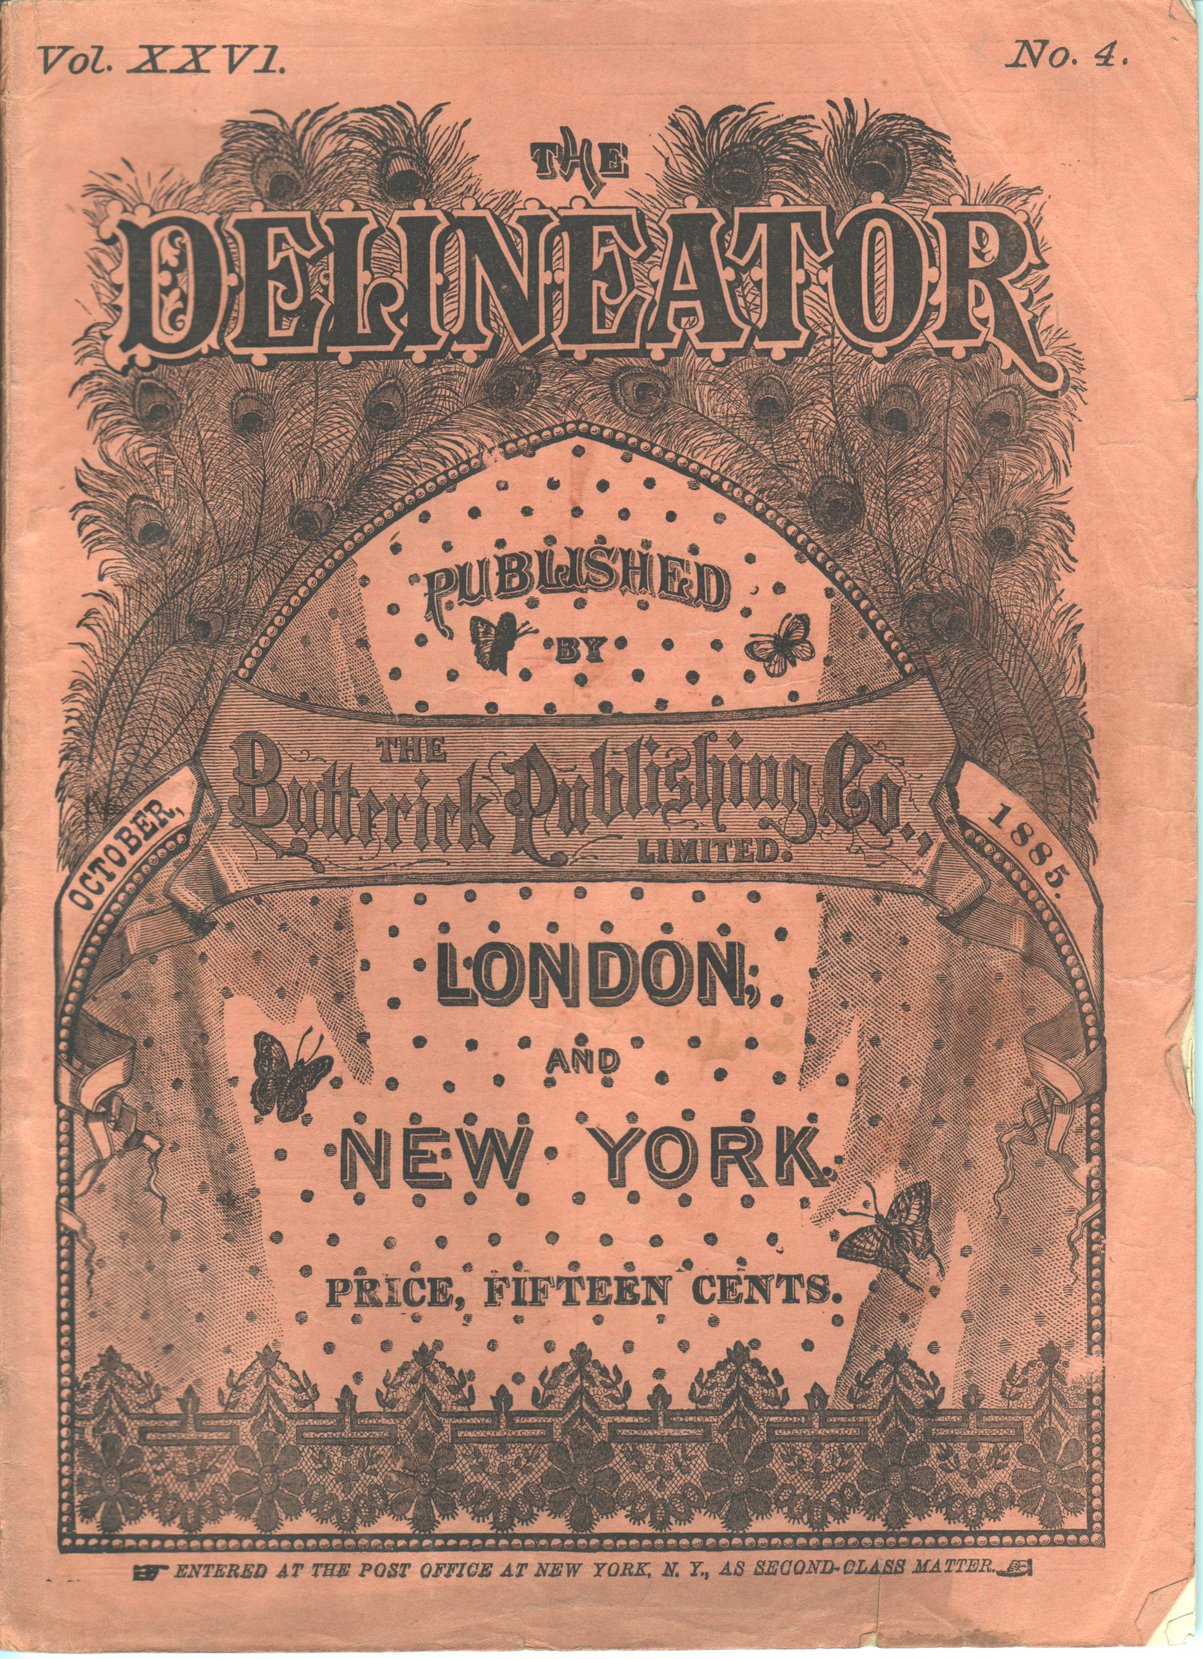 Vol. XXVI. No. 4.
THE
DELINEATOR
PUBLISHED
BY
THE
Butterick Publishing Co.,
LIMITED.
OCTOBER, 1885.
LONDON,
AND
NEW YORK.
PRICE, FIFTEEN CENTS.
ENTERED AT THE POST OFFICE AT NEW YORK, N. Y., AS SECOND-CLASS MATTER.